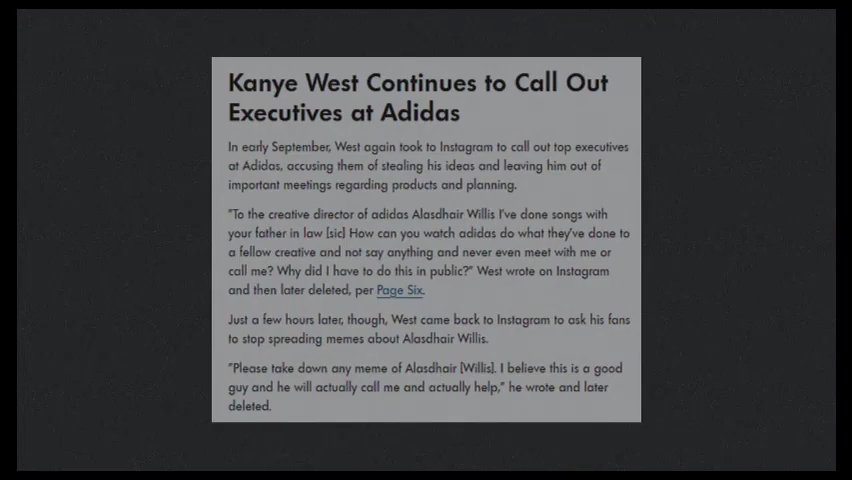 Kanye West Continues to Call Out
Executives at Adidas
In early September, West again took to Instagram to call out top executives
at Adidas, accusing them of stealing his ideas and leaving him out of
important meetings regarding products and planning.
"To the creative director of adidas Alasdhair Willis I've done songs with
your father in law [sic] How can you watch adidas do what they've done to
a fellow creative and not say anything and never even meet with me or
call me? Why did I have to do this in public?" West wrote on Instagram
and then later deleted, per Page Six.
Just a few hours later, though, West came back to Instagram to ask his fans
to stop spreading memes about Alasdhair Willis.
"Please take down any meme of Alasdhair [Willis]. I believe this is a good
guy and he will actually call me and actually help," he wrote and later
deleted.